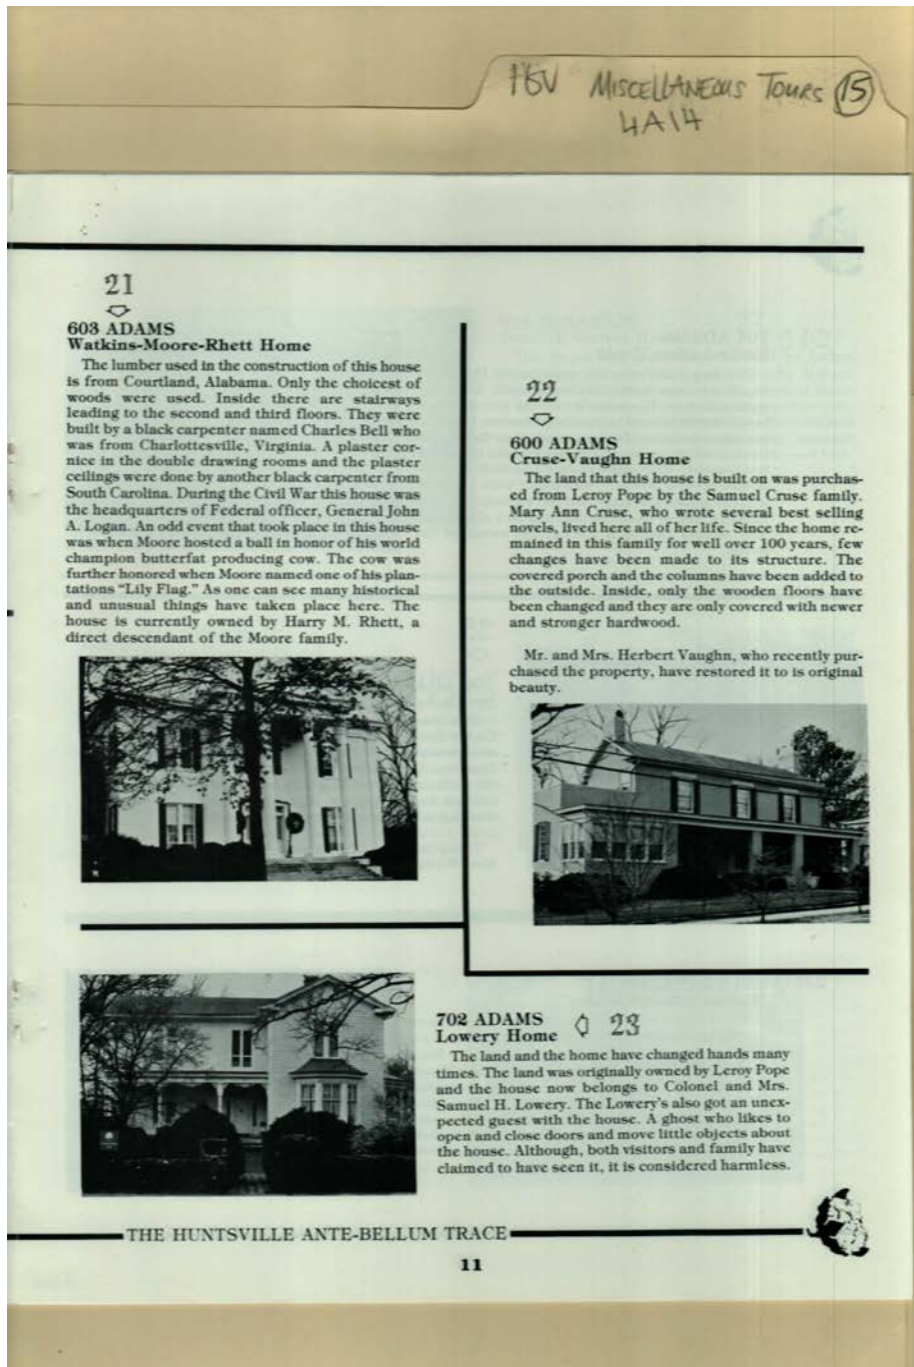 HSV MISCELLANEOUS TOURS 15
4A14
21
603 ADAMS
Watkins-Moore-Rhett Home
The lumber used in the construction of this house
is from Courtland, Alabama. Only the choicest of
woods were used. Inside there are stairways
leading to the second and third floors. They were
built by a black carpenter named Charles Bell who
was from Charlottesville, Virginia. A plaster cor-
nice in the double drawing rooms and the plaster
ceilings were done by another black carpenter from
South Carolina. During the Civil War this house was
the headquarters of Federal officer, General John
A. Logan. An odd event that took place in this house
was when Moore hosted a ball in honor of his world
champion butterfat producing cow. The cow was
further honored when Moore named one of his plan-
tations "Lily Flag." As one can see many historical
and unusual things have taken place here. The
house is currently owned by Harry M. Rhett, a
direct descendant of the Moore family.
22
600 ADAMS
Cruse-Vaughn Home
The land that this house is built on was purchas-
ed from Leroy Pope by the Samuel Cruse family.
Mary Ann Cruse, who wrote several best selling
novels, lived here all of her life. Since the home re-
mained in this family for well over 100 years, few
changes have been made to its structure. The
covered porch and the columns have been added to
the outside. Inside, only the wooden floors have
been changed and they are only covered with newer
and stronger hardwood.
Mr. and Mrs. Herbert Vaughn, who recently pur-
chased the property, have restored it to is original
beauty.
702 ADAMS 23
Lowery Home
The land and the home have changed hands many
times. The land was originally owned by Leroy Pope
and the house now belongs to Colonel and Mrs.
Samuel H. Lowery. The Lowery's also got an unex-
pected guest with the house. A ghost who likes to
open and close doors and move little objects about
the house. Although, both visitors and family have
claimed to have seen it, it is considered harmless.
THE HUNTSVILLE ANTE-BELLUM TRACE
11